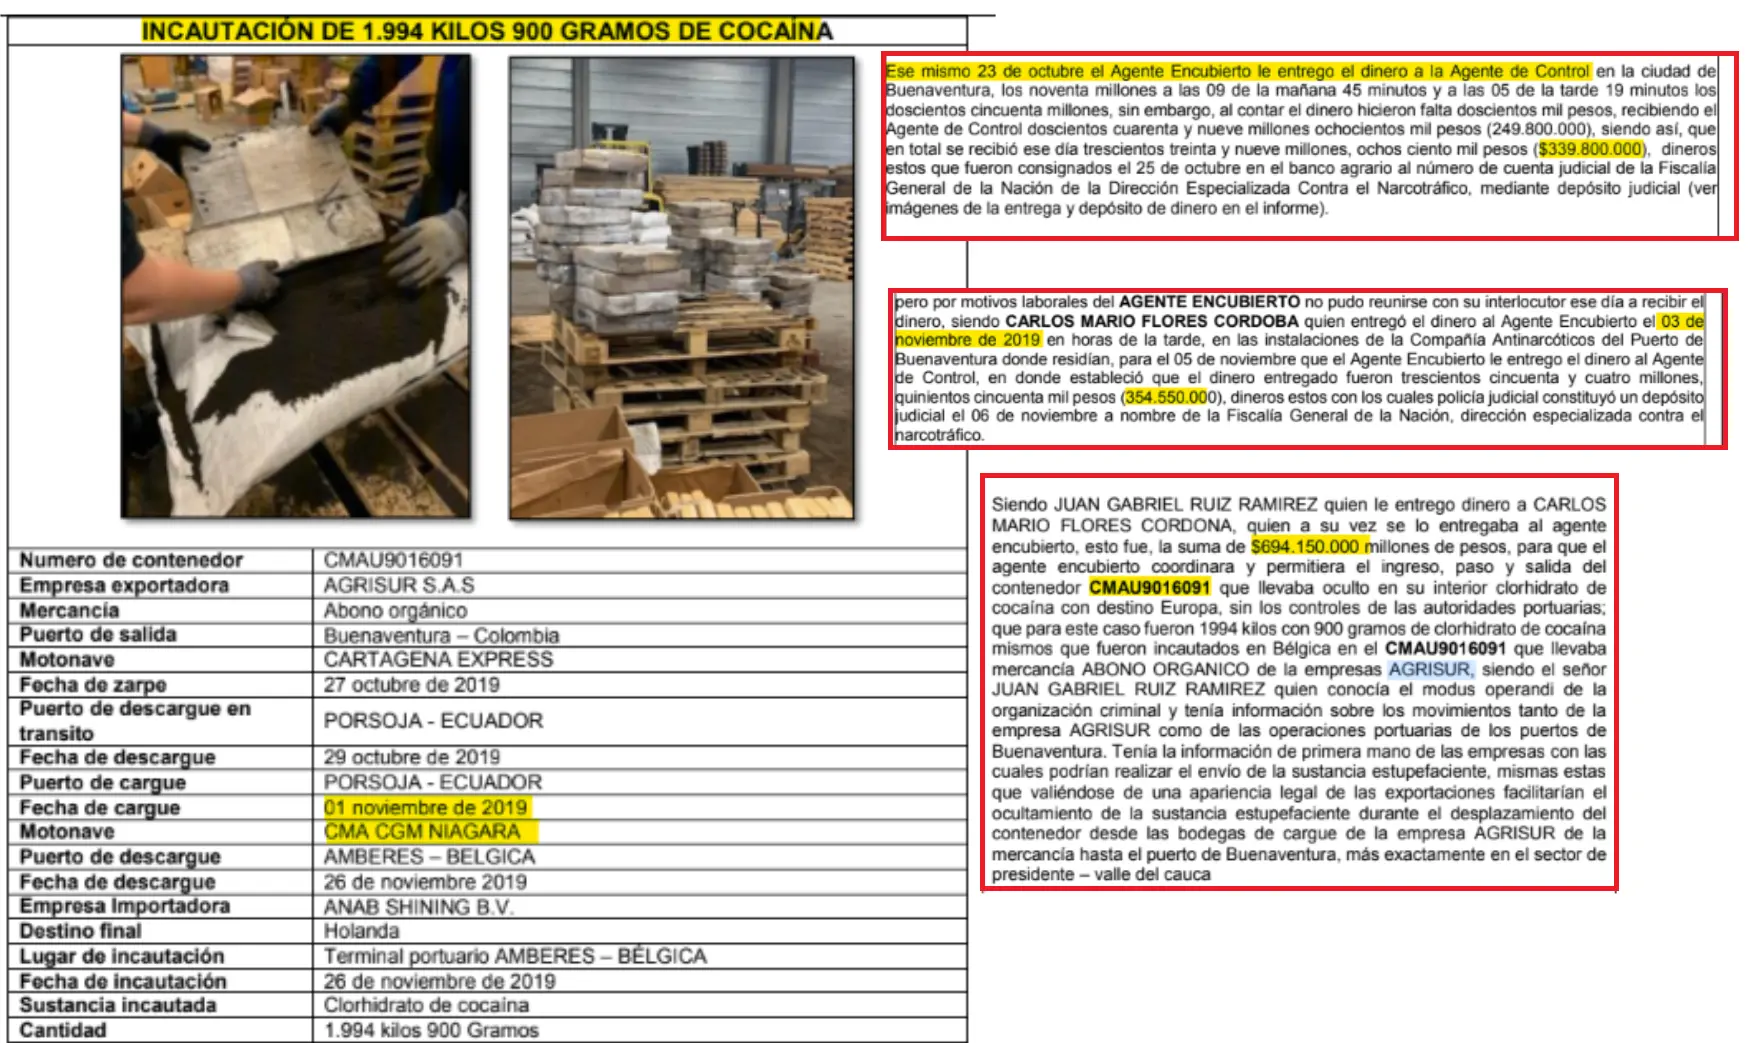 INCAUTACIÓN DE 1.994 KILOS 900 GRAMOS DE COCAÍNA
Numero de contenedor CMAU9016091
Empresa exportadora AGRISUR S.A.S
Mercancía Abono orgánico
Puerto de salida Buenaventura – Colombia
Motonave CARTAGENA EXPRESS
Fecha de zarpe 27 octubre de 2019
Puerto de descargue en
transito PORSOJA - ECUADOR
Fecha de descargue 29 octubre de 2019
Puerto de cargue PORSOJA - ECUADOR
Fecha de cargue 01 noviembre de 2019
Motonave CMA CGM NIAGARA
Puerto de descargue AMBERES – BELGICA
Fecha de descargue 26 de noviembre 2019
Empresa Importadora ANAB SHINING B.V.
Destino final Holanda
Lugar de incautación Terminal portuario AMBERES – BÉLGICA
Fecha de incautación 26 de noviembre de 2019
Sustancia incautada Clorhidrato de cocaína
Cantidad 1.994 kilos 900 Gramos
Ese mismo 23 de octubre el Agente Encubierto le entrego el dinero a la Agente de Control en la ciudad de
Buenaventura, los noventa millones a las 09 de la mañana 45 minutos y a las 05 de la tarde 19 minutos los
doscientos cincuenta millones, sin embargo, al contar el dinero hicieron falta doscientos mil pesos, recibiendo el
Agente de Control doscientos cuarenta y nueve millones ochocientos mil pesos (249.800.000), siendo así, que
en total se recibió ese día trescientos treinta y nueve millones, ochos ciento mil pesos ($339.800.000), dineros
estos que fueron consignados el 25 de octubre en el banco agrario al número de cuenta judicial de la Fiscalía
General de la Nación de la Dirección Especializada Contra el Narcotráfico, mediante depósito judicial (ver
imágenes de la entrega y depósito de dinero en el informe).
pero por motivos laborales del AGENTE ENCUBIERTO no pudo reunirse con su interlocutor ese día a recibir el
dinero, siendo CARLOS MARIO FLORES CORDOBA quien entregó el dinero al Agente Encubierto el 03 de
noviembre de 2019 en horas de la tarde, en las instalaciones de la Compañía Antinarcóticos del Puerto de
Buenaventura donde residían, para el 05 de noviembre que el Agente Encubierto le entrego el dinero al Agente
de Control, en donde estableció que el dinero entregado fueron trescientos cincuenta y cuatro millones,
quinientos cincuenta mil pesos (354.550.000), dineros estos con los cuales policía judicial constituyó un depósito
judicial el 06 de noviembre a nombre de la Fiscalía General de la Nación, dirección especializada contra el
narcotráfico.
Siendo JUAN GABRIEL RUIZ RAMIREZ quien le entrego dinero a CARLOS
MARIO FLORES CORDONA, quien a su vez se lo entregaba al agente
encubierto, esto fue, la suma de $694.150.000 millones de pesos, para que el
agente encubierto coordinara y permitiera el ingreso, paso y salida del
contenedor CMAU9016091 que llevaba oculto en su interior clorhidrato de
cocaína con destino Europa, sin los controles de las autoridades portuarias;
que para este caso fueron 1994 kilos con 900 gramos de clorhidrato de cocaína
mismos que fueron incautados en Bélgica en el CMAU9016091 que llevaba
mercancía ABONO ORGANICO de la empresas AGRISUR, siendo el señor
JUAN GABRIEL RUIZ RAMIREZ quien conocía el modus operandi de la
organización criminal y tenía información sobre los movimientos tanto de la
empresa AGRISUR como de las operaciones portuarias de los puertos de
Buenaventura. Tenía la información de primera mano de las empresas con las
cuales podrían realizar el envío de la sustancia estupefaciente, mismas estas
que valiéndose de una apariencia legal de las exportaciones facilitarían el
ocultamiento de la sustancia estupefaciente durante el desplazamiento del
contenedor desde las bodegas de cargue de la empresa AGRISUR de la
mercancía hasta el puerto de Buenaventura, más exactamente en el sector de
presidente – valle del cauca